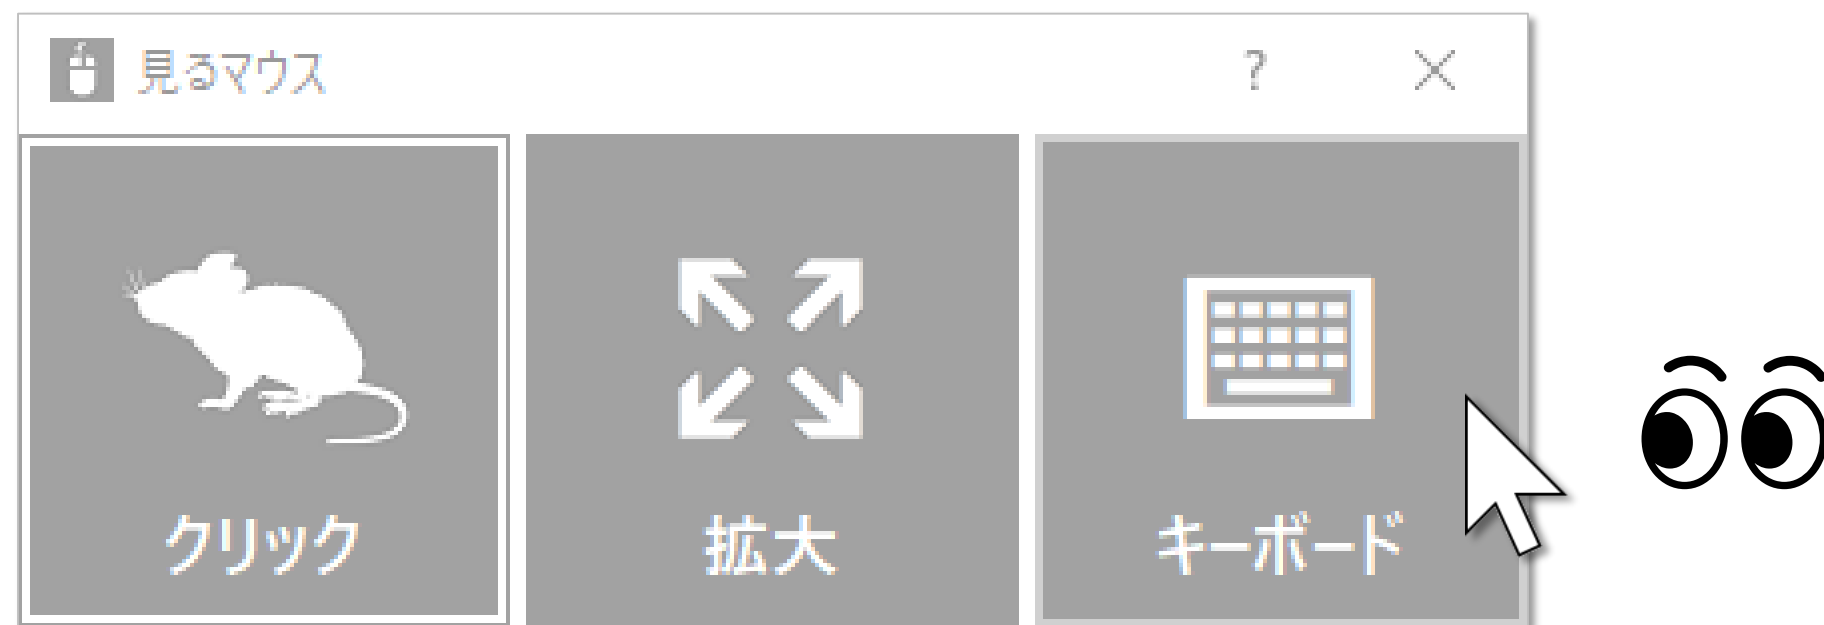 見るマウス ? ×
クリック 拡大 キーボード